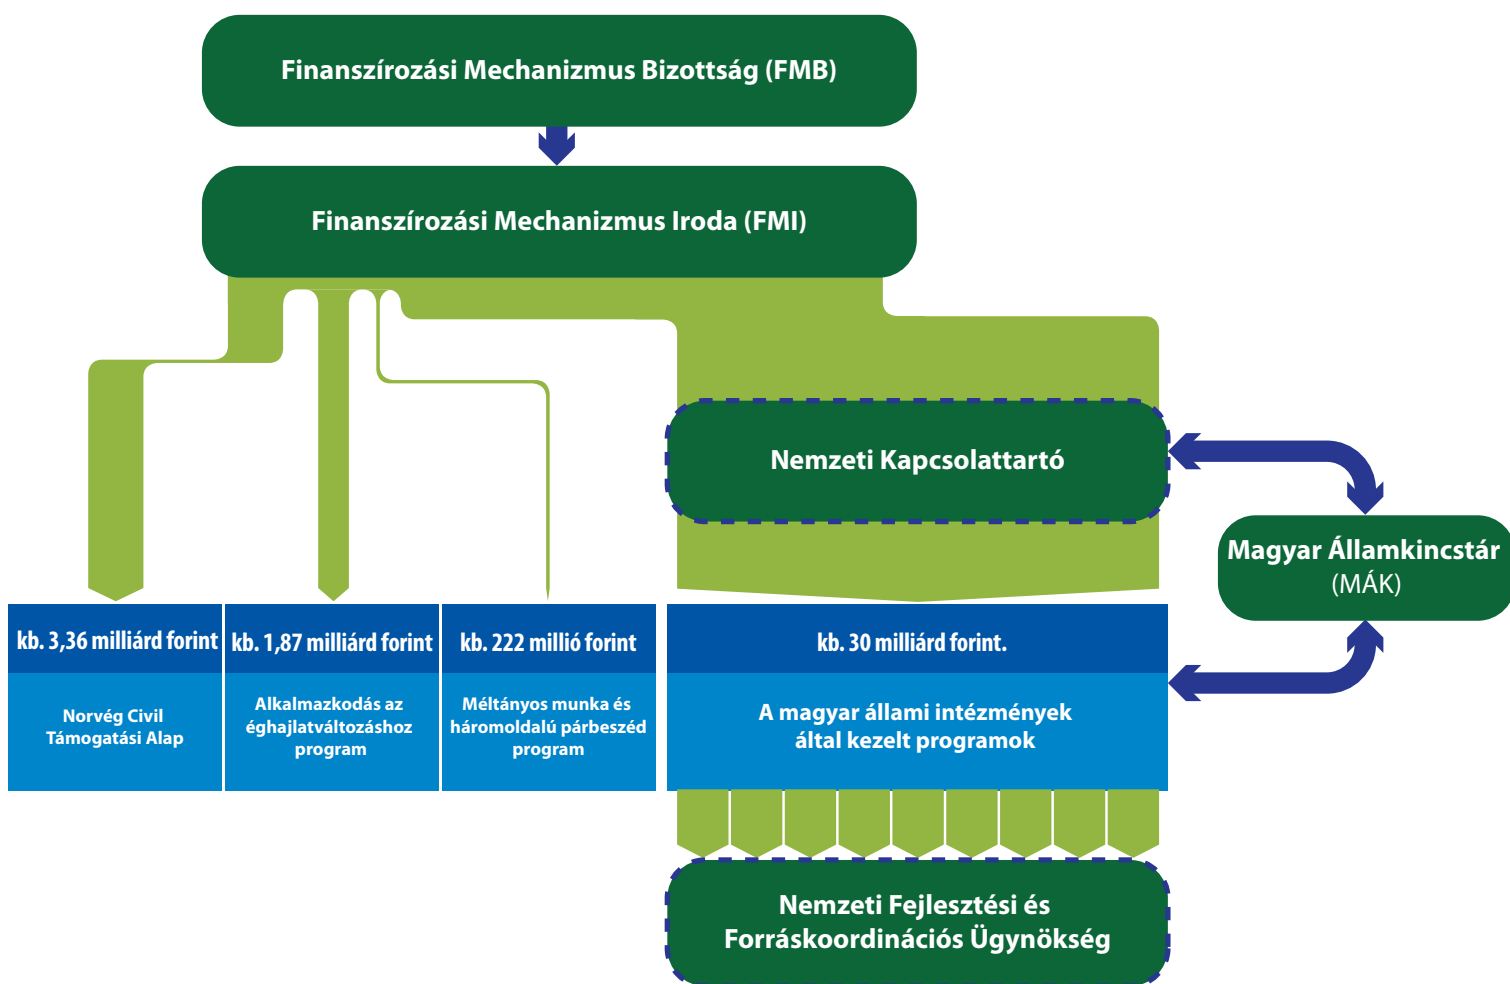 Finanszírozási Mechanizmus Bizottság (FMB)
Finanszírozási Mechanizmus Iroda (FMI)
Nemzeti Kapcsolattartó
Magyar Államkincstár
(MÁK)
kb. 3,36 milliárd forint
Norvég Civil
Támogatási Alap
kb. 1,87 milliárd forint
Alkalmazkodás az
éghajlatváltozáshoz
program
kb. 222 millió forint
Méltányos munka és
háromoldalú párbeszéd
program
kb. 30 milliárd forint.
A magyar állami intézmények
által kezelt programok
Nemzeti Fejlesztési és
Forráskoordinációs Ügynökség